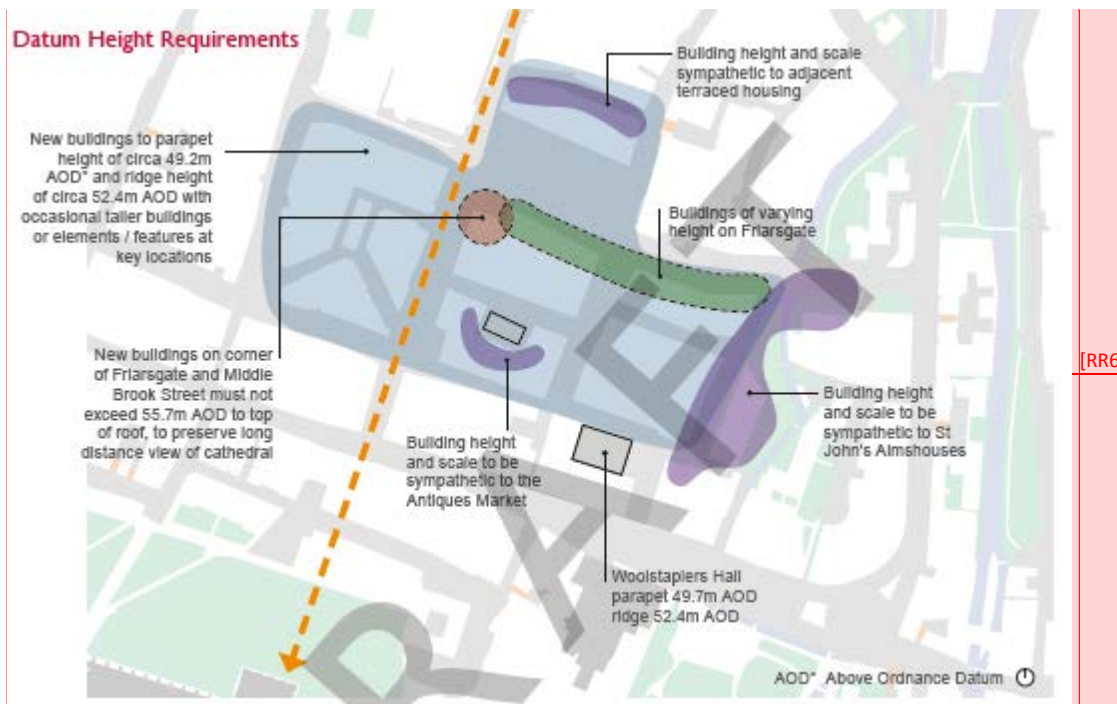 Datum Height Requirements
Building height and scale
sympathetic to adjacent
terraced housing
New buildings to parapet
height of circa 49.2m
AOD* and ridge height
of circa 52.4m AOD with
occasional taller buildings
or elements / features at
key locations
Buildings of varying
height on Friarsgate
New buildings on corner
of Friarsgate and Middle
Brook Street must not
exceed 55.7m AOD to top
of roof, to preserve long
distance view of cathedral
[RR6
Building height
and scale to be
sympathetic to the
Antiques Market
Building height
and scale to be
sympathetic to St
John's Almshouses
Woolstaplers Hall
parapet 49.7m AOD
ridge 52.4m AOD
AOD* Above Ordnance Datum
DRAFT